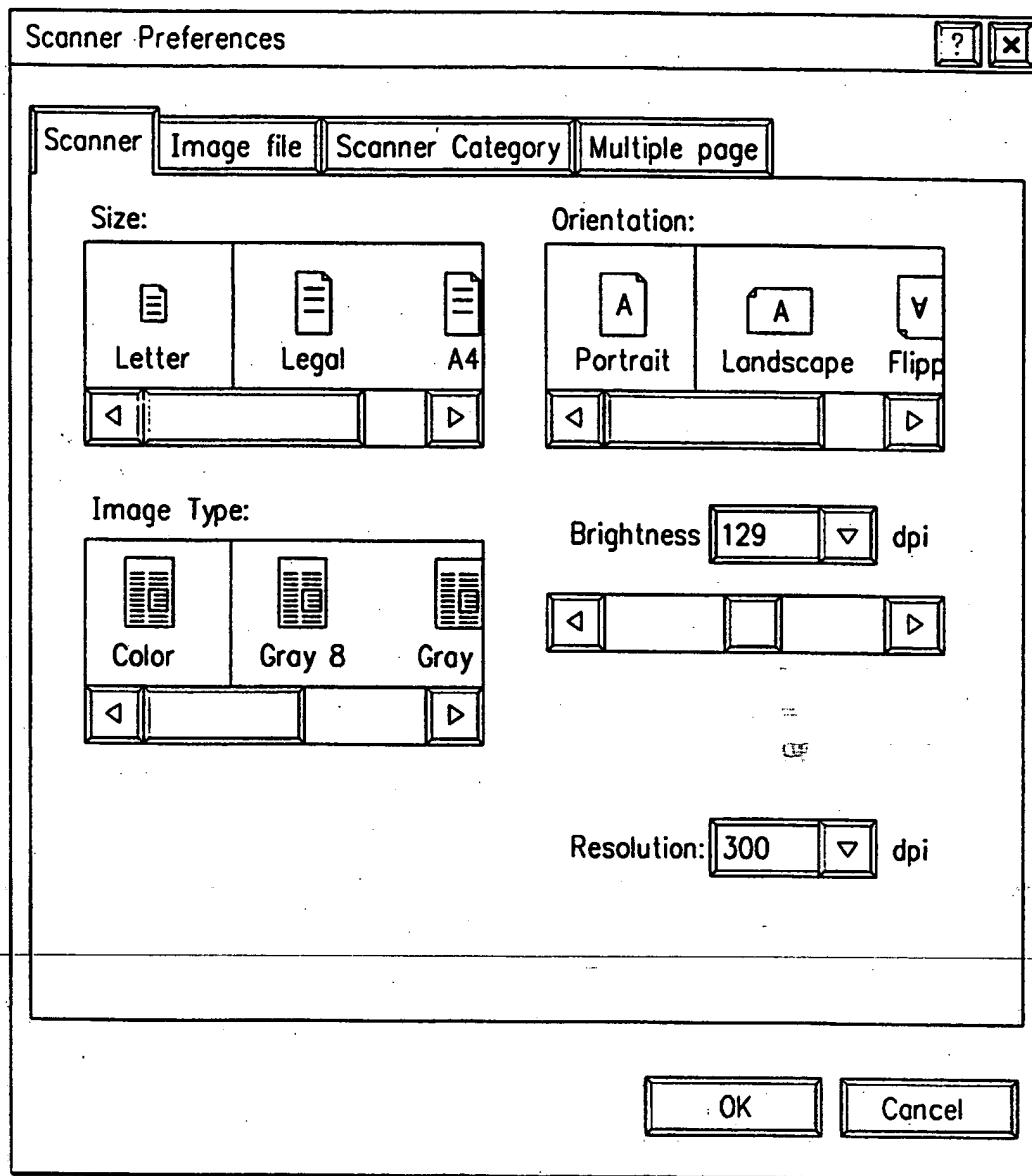 Scanner Preferences ? ×
Scanner Image file Scanner Category Multiple page
Size:
Letter Legal A4
Orientation:
A A A
Portrait Landscape Flipp
Image Type:
Color Gray 8 Gray
Brightness 129 dpi
Resolution: 300 dpi
OK Cancel